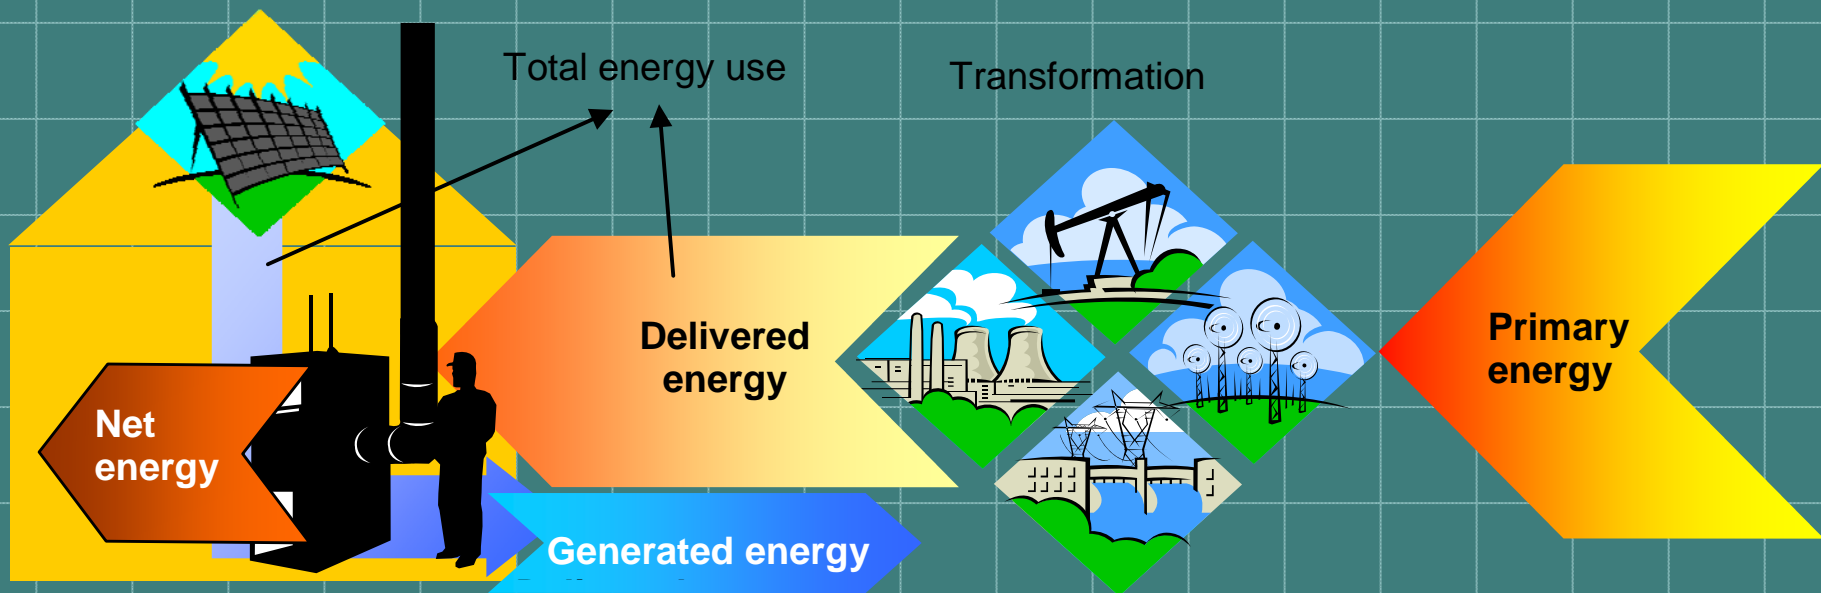 Total energy use
Transformation
Delivered
energy
Primary
energy
Net
energy
Generated energy